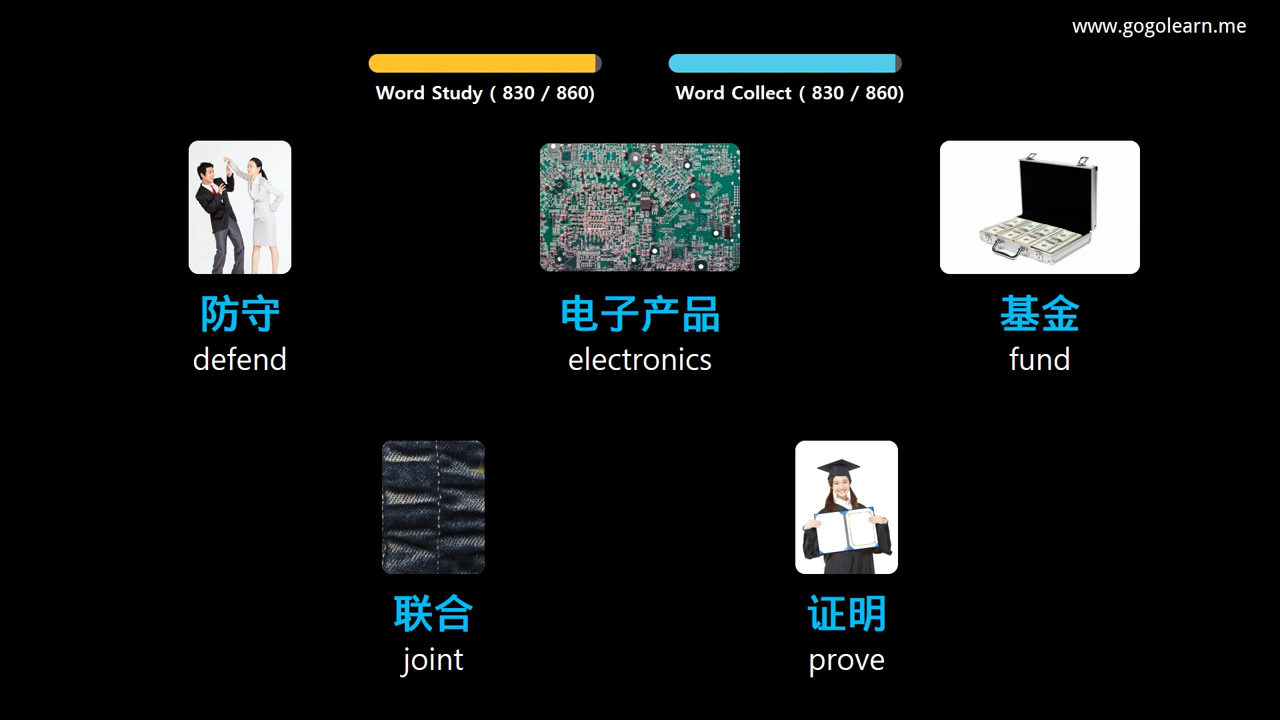 www.gogolearn.me
Word Study ( 830 / 860)
Word Collect ( 830 / 860)
防守
defend
电子产品
electronics
基金
fund
联合
joint
证明
prove